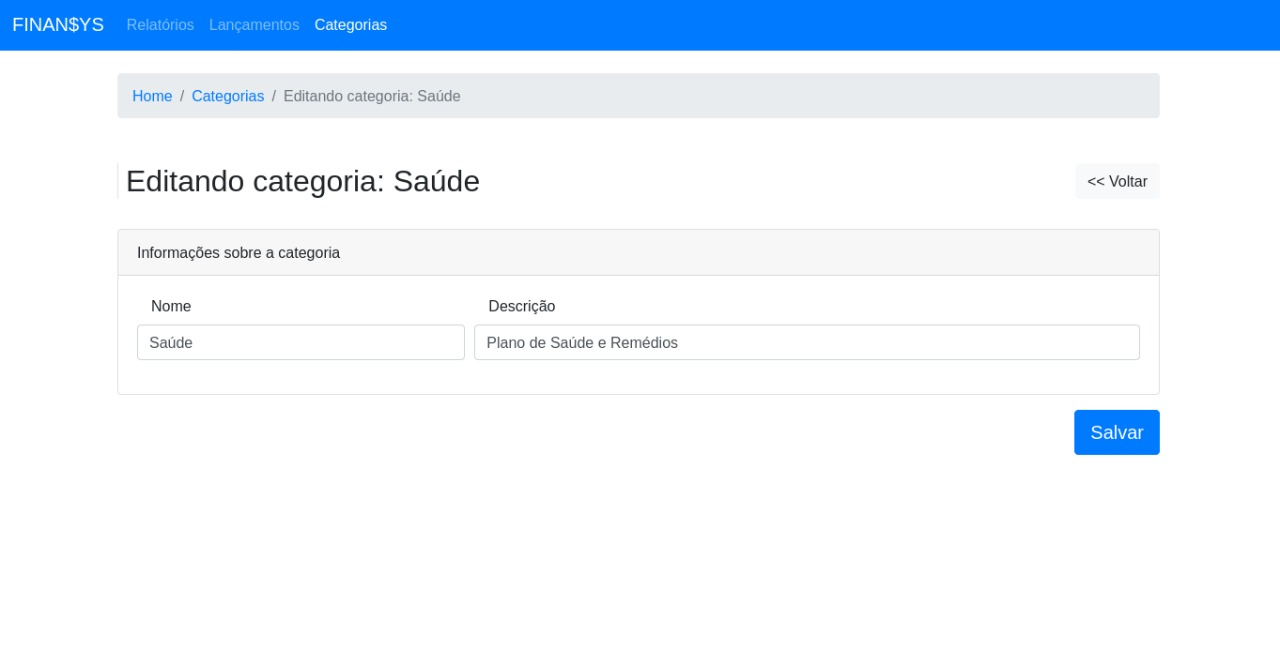 FINAN$YS Relatórios Lançamentos Categorias
Home / Categorias / Editando categoria: Saúde
Editando categoria: Saúde << Voltar
Informações sobre a categoria
Nome Descrição
Saúde Plano de Saúde e Remédios
Salvar